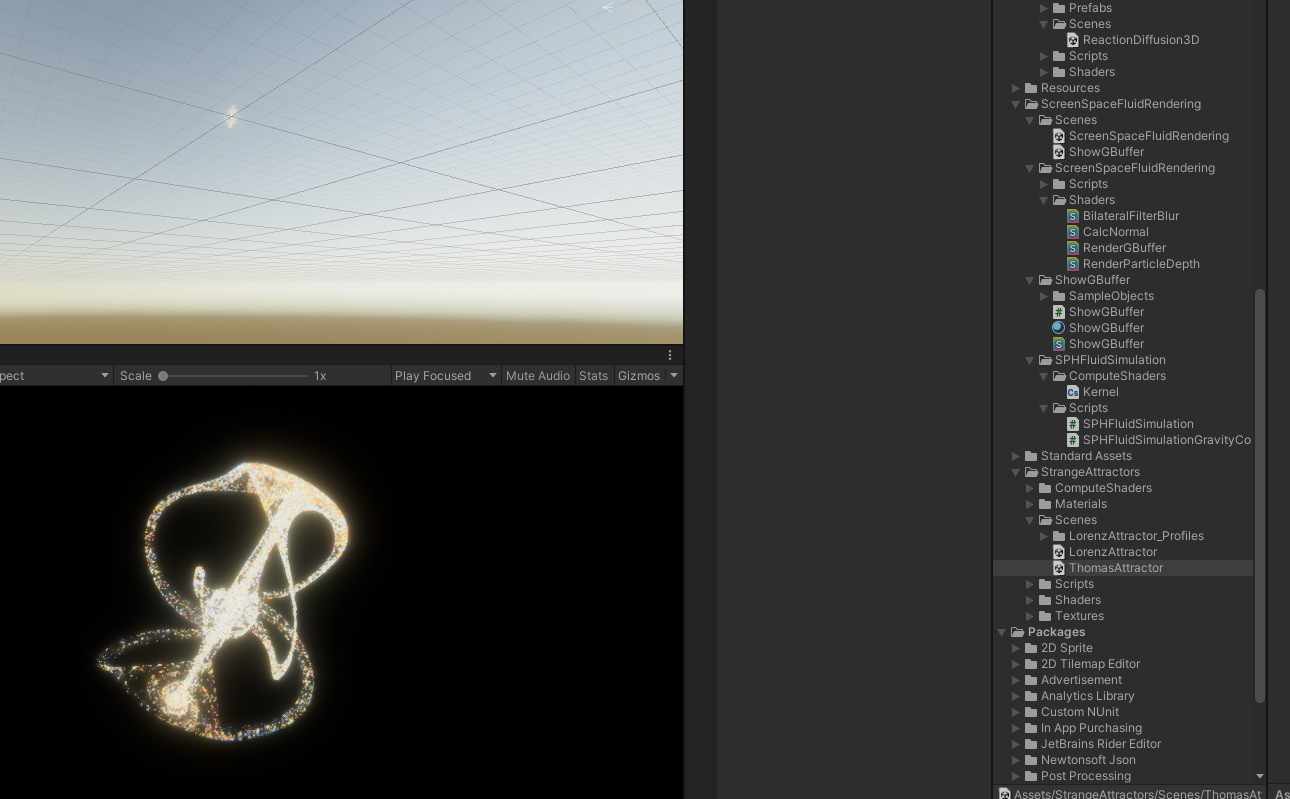 pect
Scale
1x
Play Focused
Mute Audio
Stats
Gizmos
Prefabs
Scenes
ReactionDiffusion3D
Scripts
Shaders
Resources
ScreenSpaceFluidRendering
Scenes
ScreenSpaceFluidRendering
ShowGBuffer
ScreenSpaceFluidRendering
Scripts
Shaders
BilateralFilterBlur
CalcNormal
RenderGBuffer
RenderParticleDepth
ShowGBuffer
SampleObjects
ShowGBuffer
ShowGBuffer
ShowGBuffer
SPHFluidSimulation
ComputeShaders
Kernel
Scripts
SPHFluidSimulation
SPHFluidSimulationGravityCo
Standard Assets
StrangeAttractors
ComputeShaders
Materials
Scenes
LorenzAttractor_Profiles
LorenzAttractor
ThomasAttractor
Scripts
Shaders
Textures
Packages
2D Sprite
2D Tilemap Editor
Advertisement
Analytics Library
Custom NUnit
In App Purchasing
JetBrains Rider Editor
Newtonsoft Json
Post Processing
Assets/StrangeAttractors/Scenes/ThomasAt
As